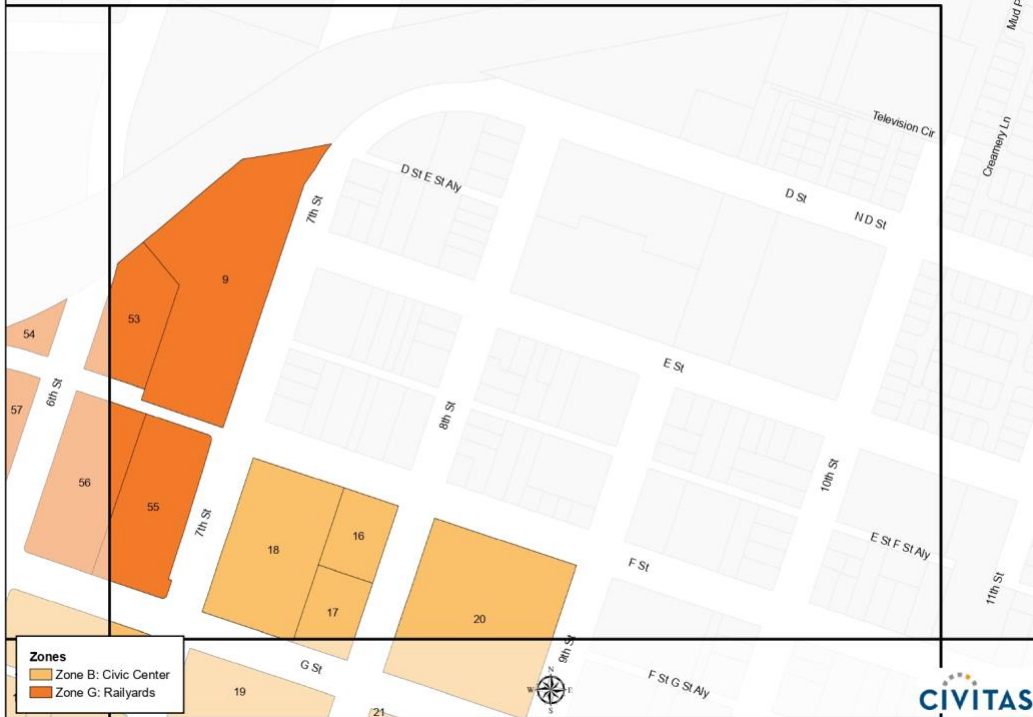 Mud P
Television Cir
Creamery Ln
D St E St Aly
D St
N D St
7th St
9
53
54
E St
6th St
57
8th St
56
55
7th St
10th St
18
16
E St F St Aly
F St
11th St
17
20
9th St
G St
F St G St Aly
19
21
Zones
Zone B: Civic Center
Zone G: Railyards
N
W
E
S
CIVITAS